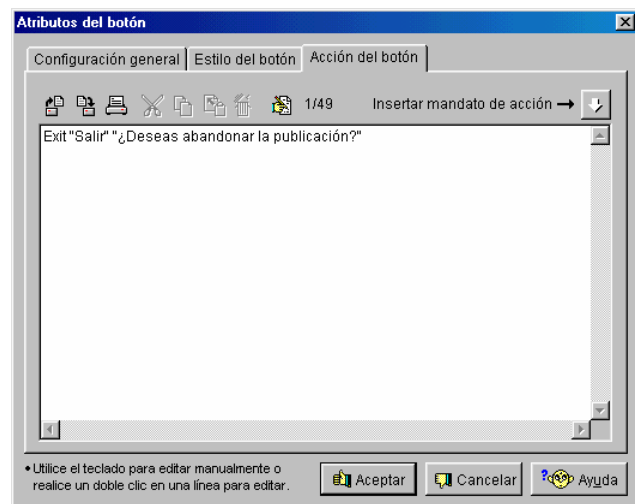 Atributos del botón
Configuración general Estilo del botón Acción del botón
1/49 Insertar mandato de acción
Exit "Salir" "¿Deseas abandonar la publicación?"
•Utilice el teclado para editar manualmente o
realice un doble clic en una línea para editar.
Aceptar Cancelar Ayuda